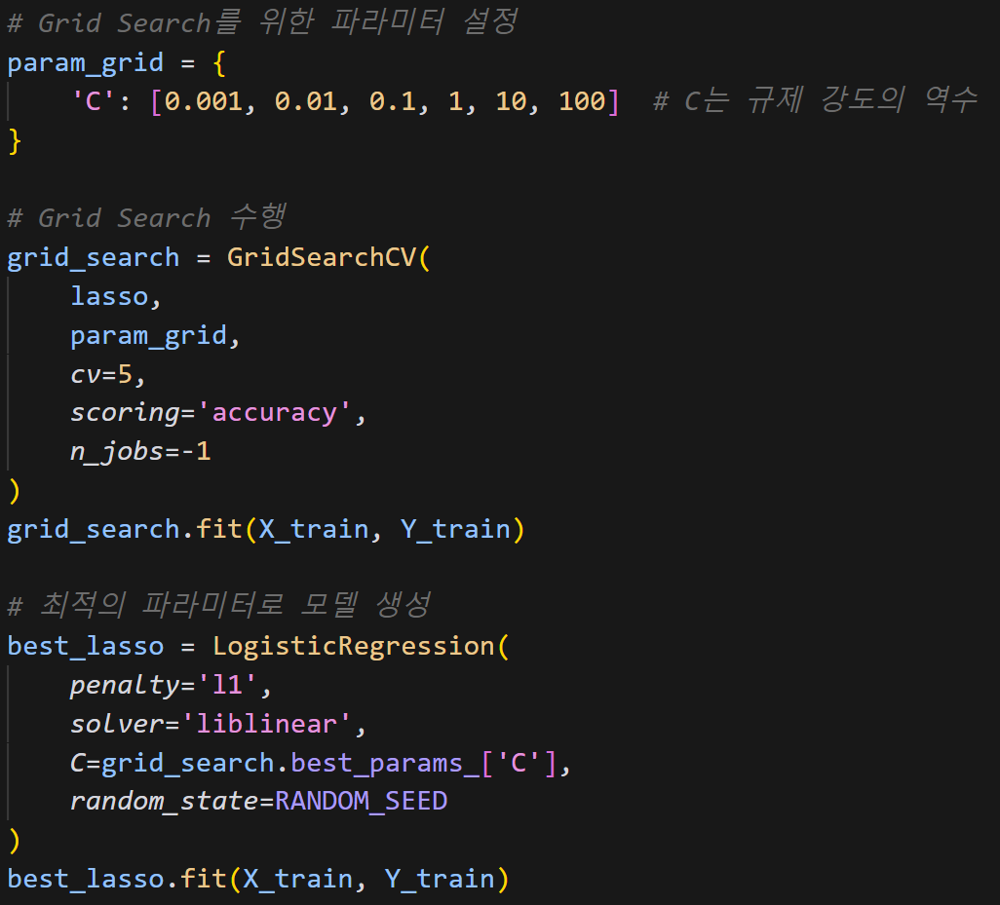 # Grid Search를 위한 파라미터 설정
param_grid = {
    'C': [0.001, 0.01, 0.1, 1, 10, 100]  # C는 규제 강도의 역수
}

# Grid Search 수행
grid_search = GridSearchCV(
    lasso,
    param_grid,
    cv=5,
    scoring='accuracy',
    n_jobs=-1
)
grid_search.fit(X_train, Y_train)

# 최적의 파라미터로 모델 생성
best_lasso = LogisticRegression(
    penalty='l1',
    solver='liblinear',
    C=grid_search.best_params_['C'],
    random_state=RANDOM_SEED
)
best_lasso.fit(X_train, Y_train)